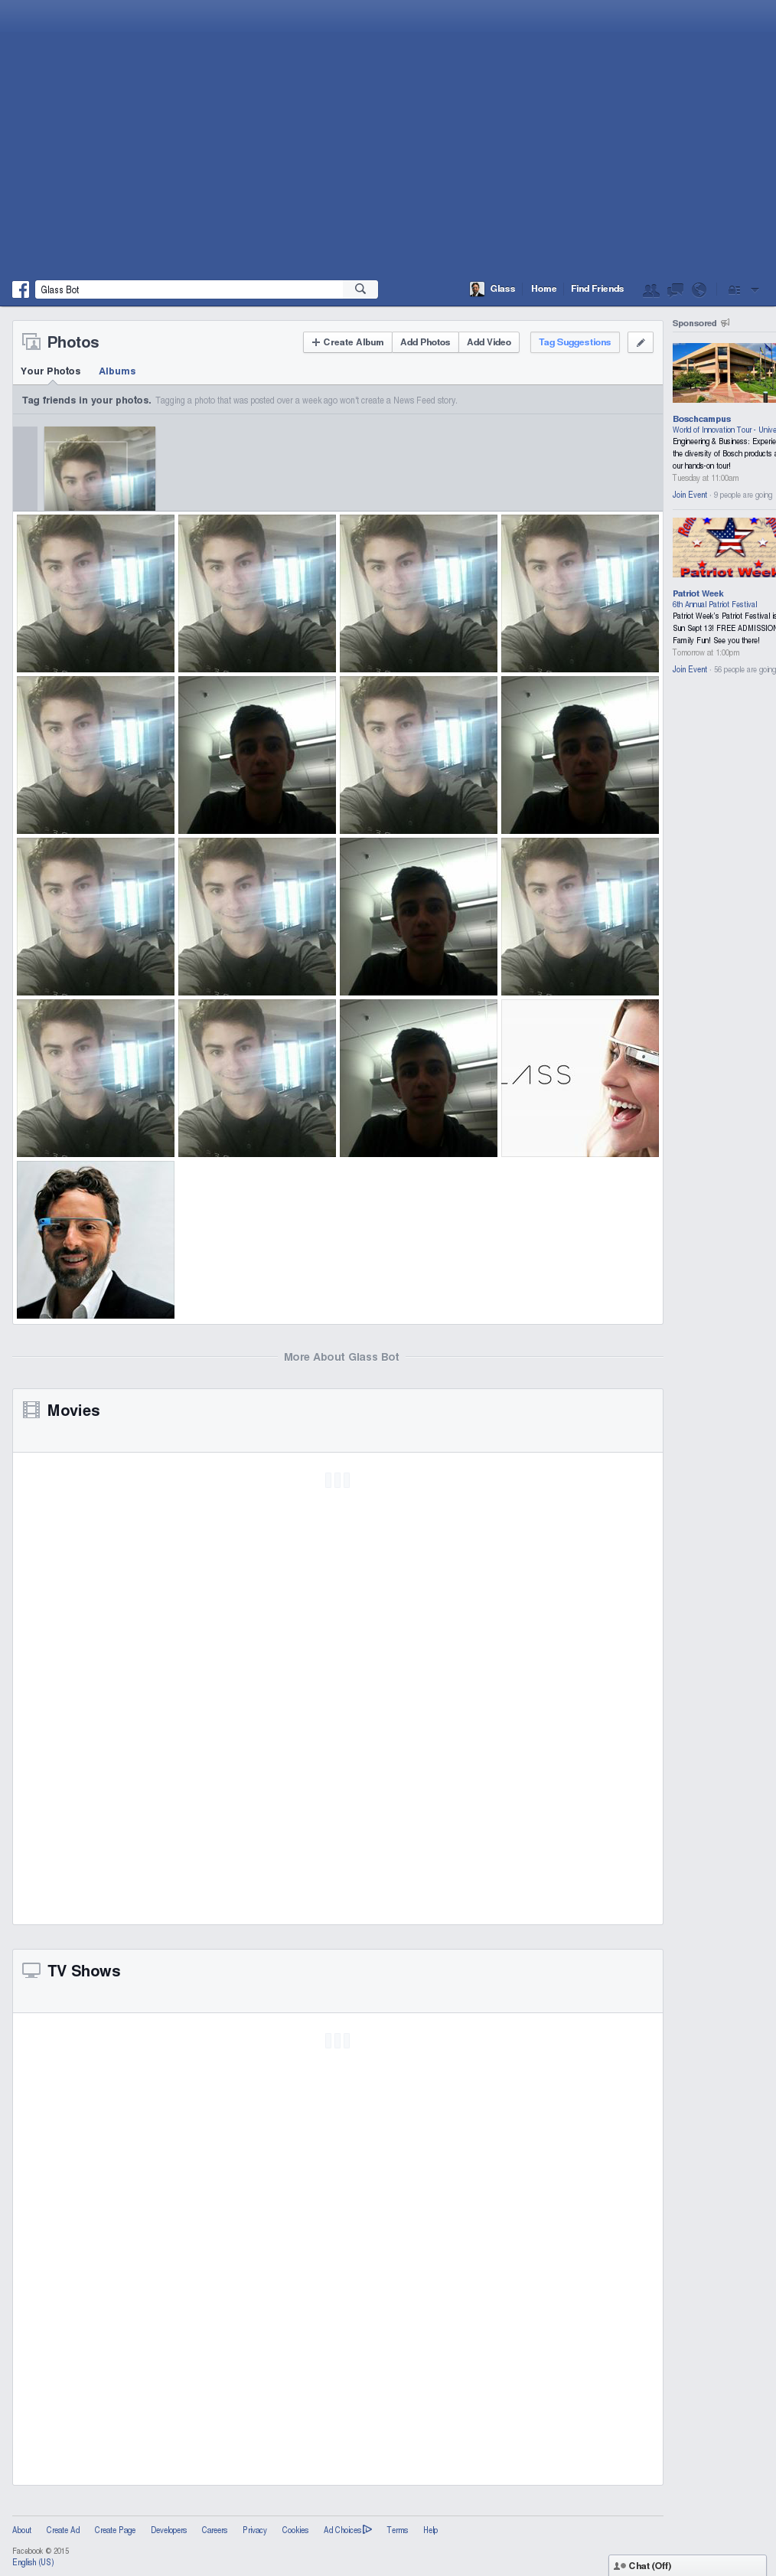 Glass Bot
Glass
Home
Find Friends
Photos
Create Album
Add Photos
Add Video
Tag Suggestions
Your Photos
Albums
Tag friends in your photos. Tagging a photo that was posted over a week ago won't create a News Feed story.
LASS
More About Glass Bot
Movies
TV Shows
Sponsored
Boschcampus
World of Innovation Tour - Unive
Engineering & Business: Experie
the diversity of Bosch products a
our hands-on tour!
Tuesday at 11:00am
Join Event · 9 people are going.
Patriot Week
Patriot Week
6th Annual Patriot Festival
Patriot Week's Patriot Festival is
Sun Sept 13! FREE ADMISSION
Family Fun! See you there!
Tomorrow at 1:00pm
Join Event · 56 people are going
About
Create Ad
Create Page
Developers
Careers
Privacy
Cookies
Ad Choices
Terms
Help
Facebook © 2015
English (US)
Chat (Off)